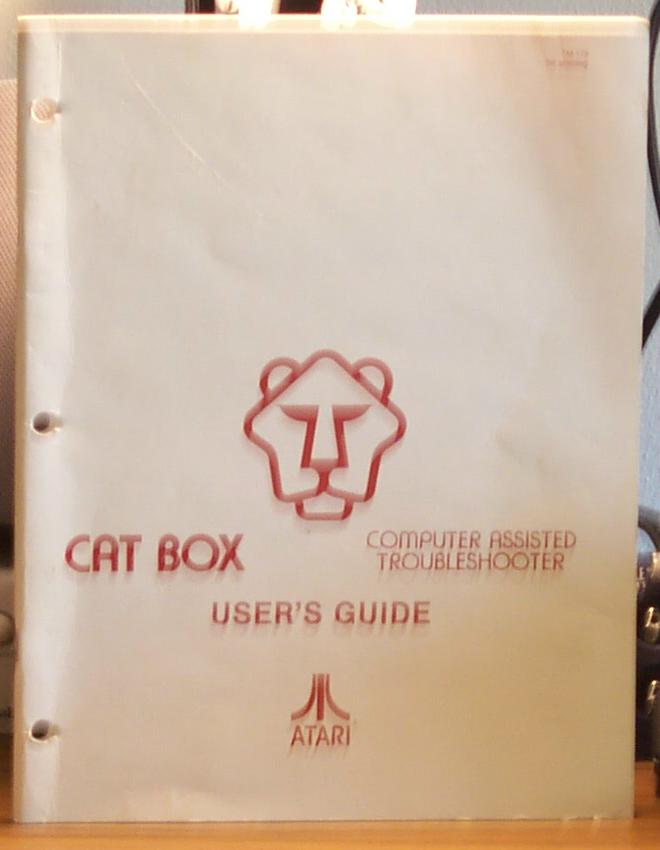 CAT BOX
COMPUTER ASSISTED
TROUBLESHOOTER
USER'S GUIDE
ATARI